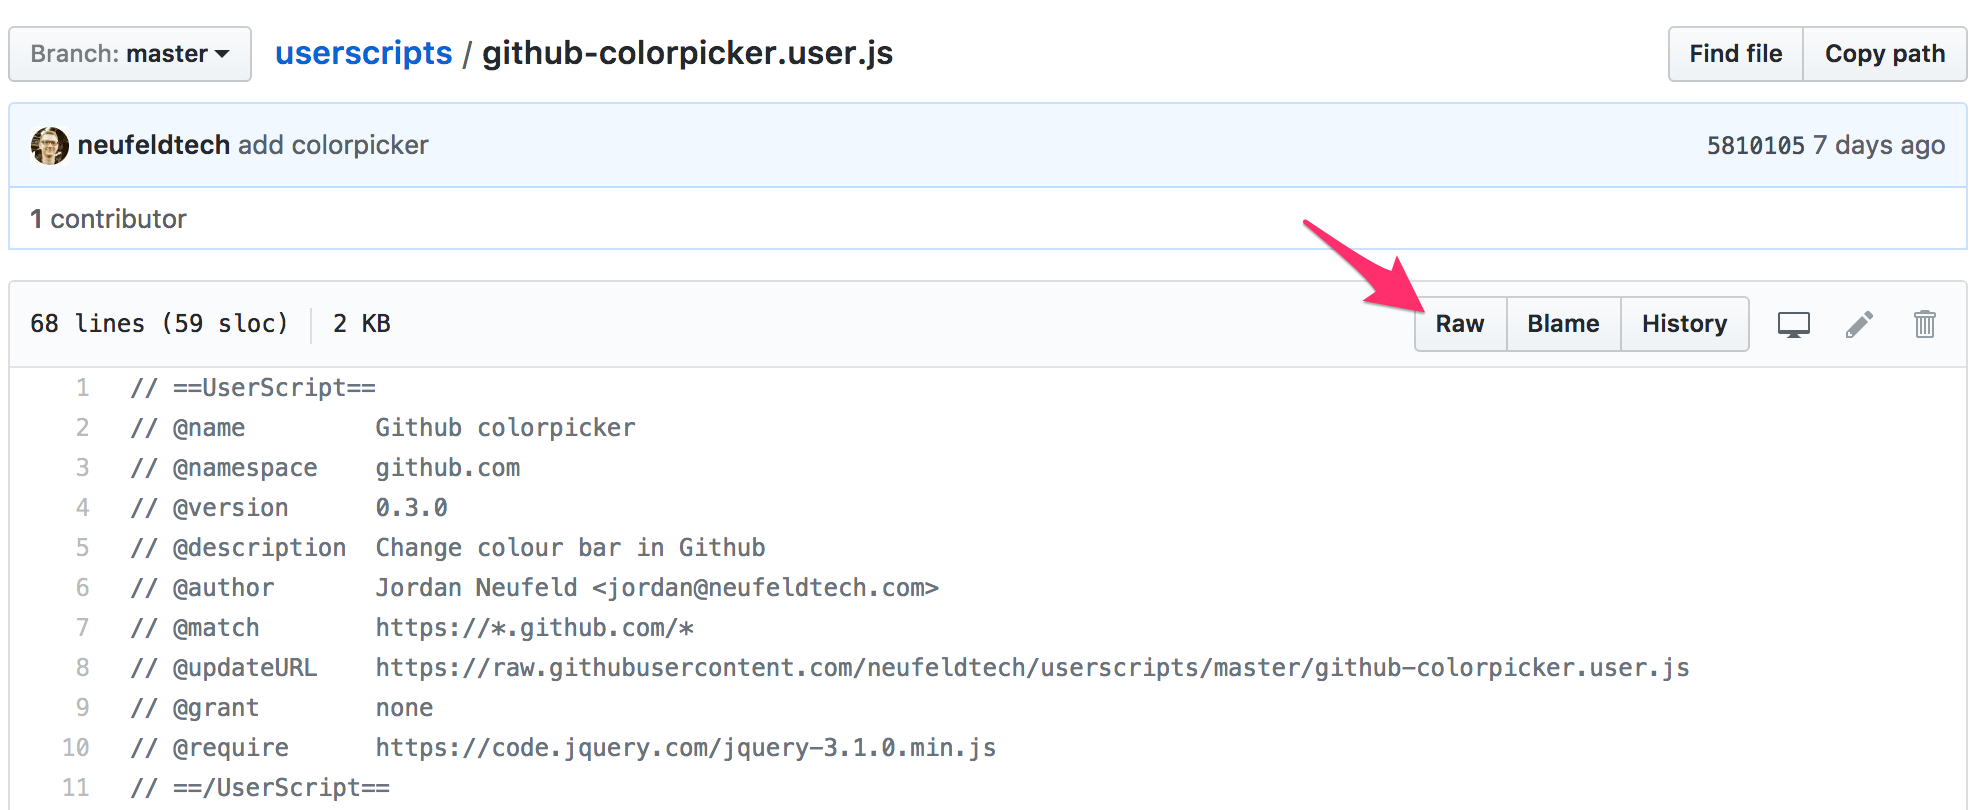 Branch: master userscripts / github-colorpicker.user.js Find file Copy path
neufeldtech add colorpicker 5810105 7 days ago
1 contributor
68 lines (59 sloc) 2 KB Raw Blame History
1 // ==UserScript==
2 // @name Github colorpicker
3 // @namespace github.com
4 // @version 0.3.0
5 // @description Change colour bar in Github
6 // @author Jordan Neufeld <jordan@neufeldtech.com>
7 // @match https://*.github.com/*
8 // @updateURL https://raw.githubusercontent.com/neufeldtech/userscripts/master/github-colorpicker.user.js
9 // @grant none
10 // @require https://code.jquery.com/jquery-3.1.0.min.js
11 // ==/UserScript==